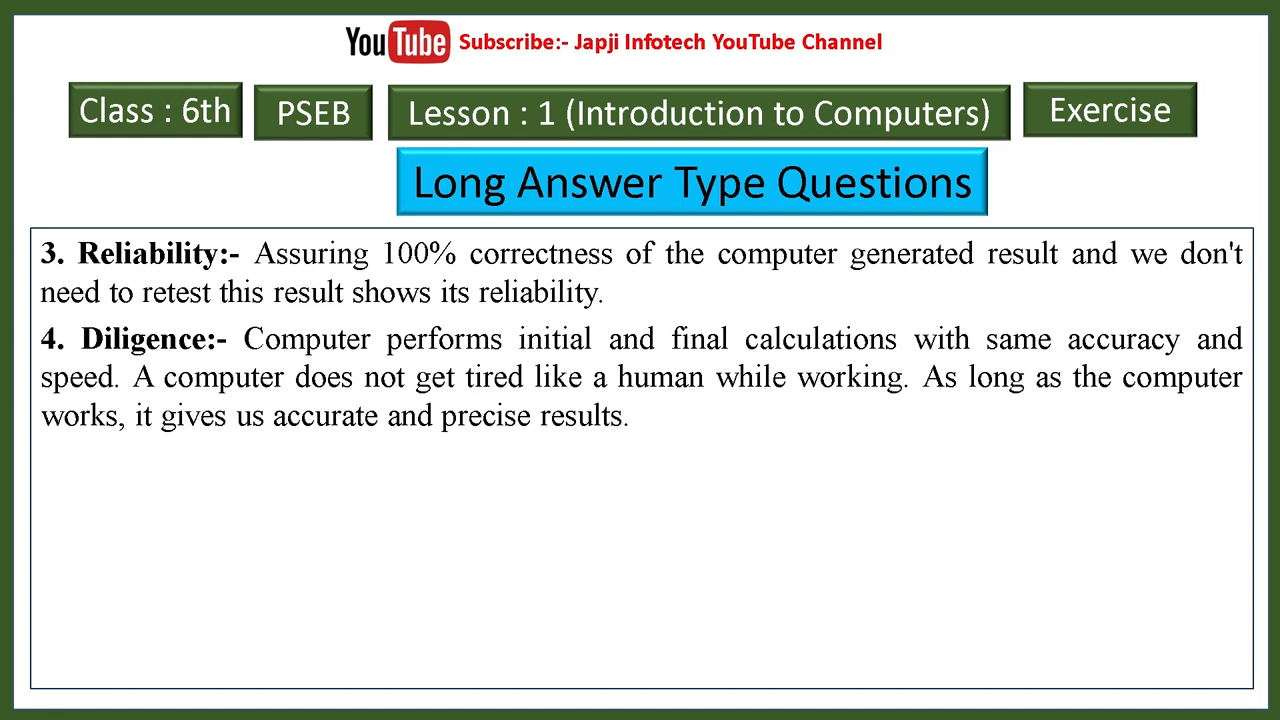 YouTube Subscribe:- Japji Infotech YouTube Channel
Class : 6th PSEB Lesson : 1 (Introduction to Computers) Exercise
Long Answer Type Questions
3. Reliability:- Assuring 100% correctness of the computer generated result and we don't
need to retest this result shows its reliability.
4. Diligence:- Computer performs initial and final calculations with same accuracy and
speed. A computer does not get tired like a human while working. As long as the computer
works, it gives us accurate and precise results.